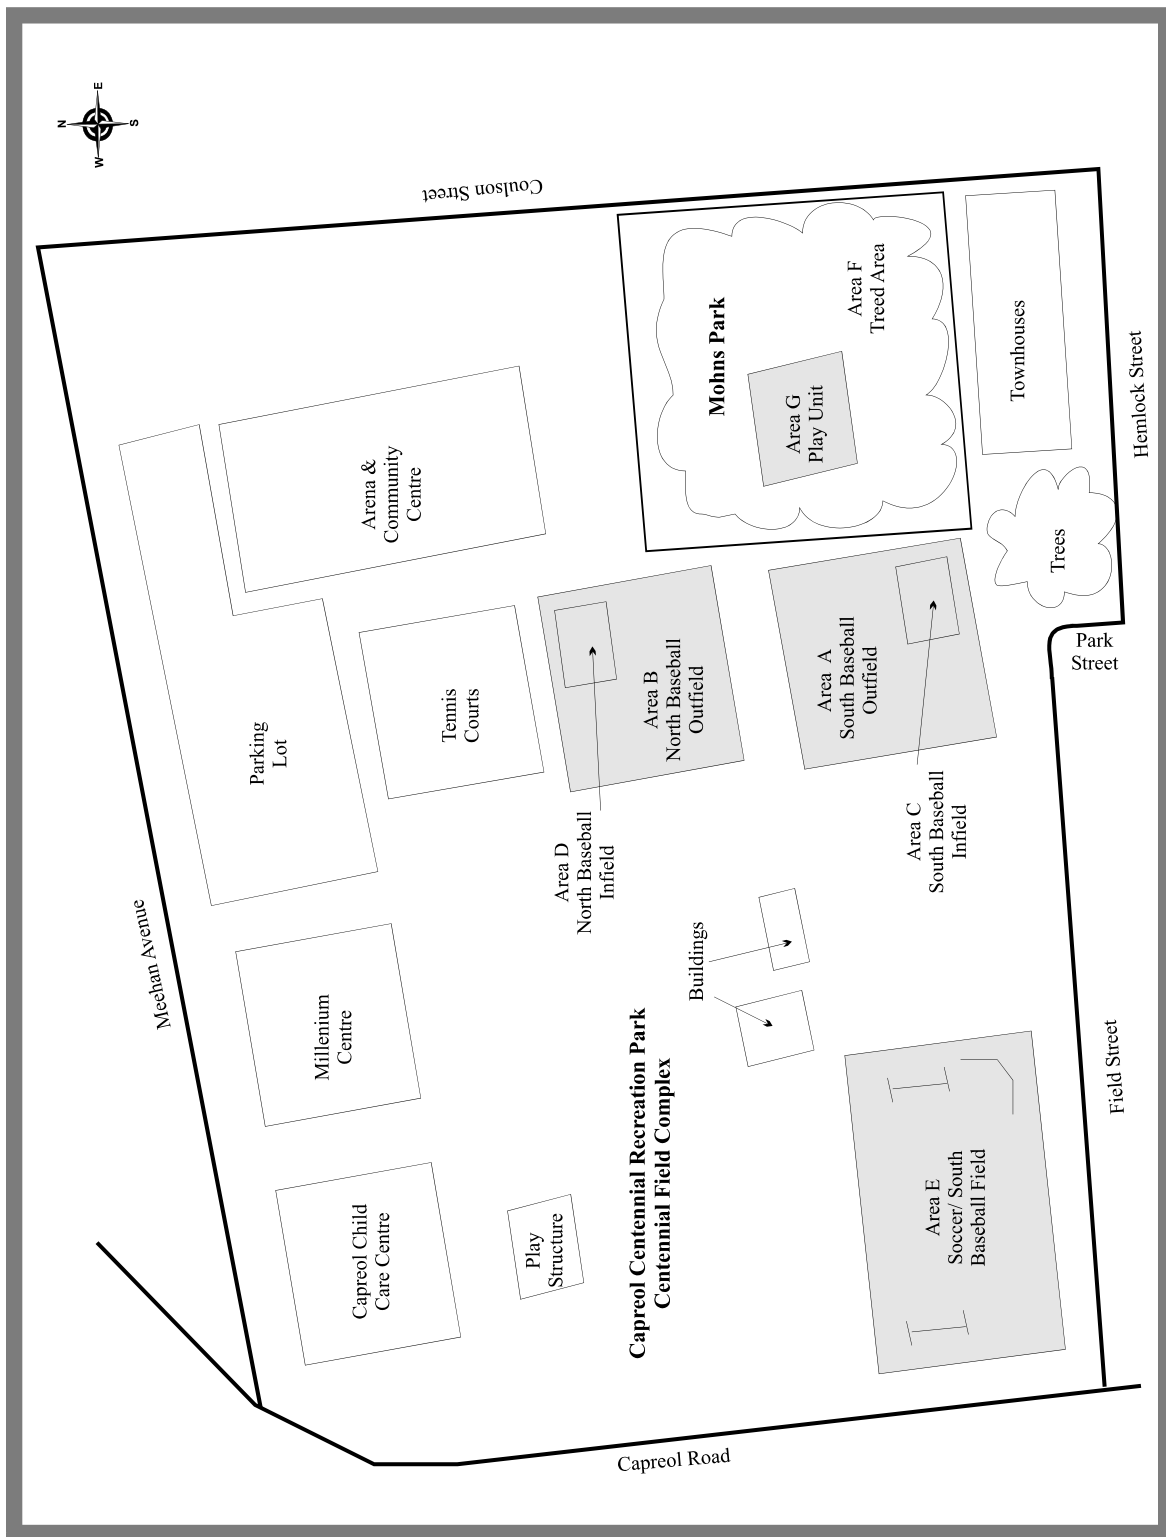 N
E
S
W
Meehan Avenue
Coulson Street
Parking
Lot
Arena &
Community
Centre
Tennis
Courts
Millenium
Centre
Capreol Child
Care Centre
Play
Structure
Capreol Centennial Recreation Park
Centennial Field Complex
Buildings
Area D
North Baseball
Infield
Area B
North Baseball
Outfield
Mohns Park
Area G
Play Unit
Area F
Treed Area
Area A
South Baseball
Outfield
Area C
South Baseball
Infield
Area E
Soccer/ South
Baseball Field
Townhouses
Trees
Park
Street
Hemlock Street
Field Street
Capreol Road